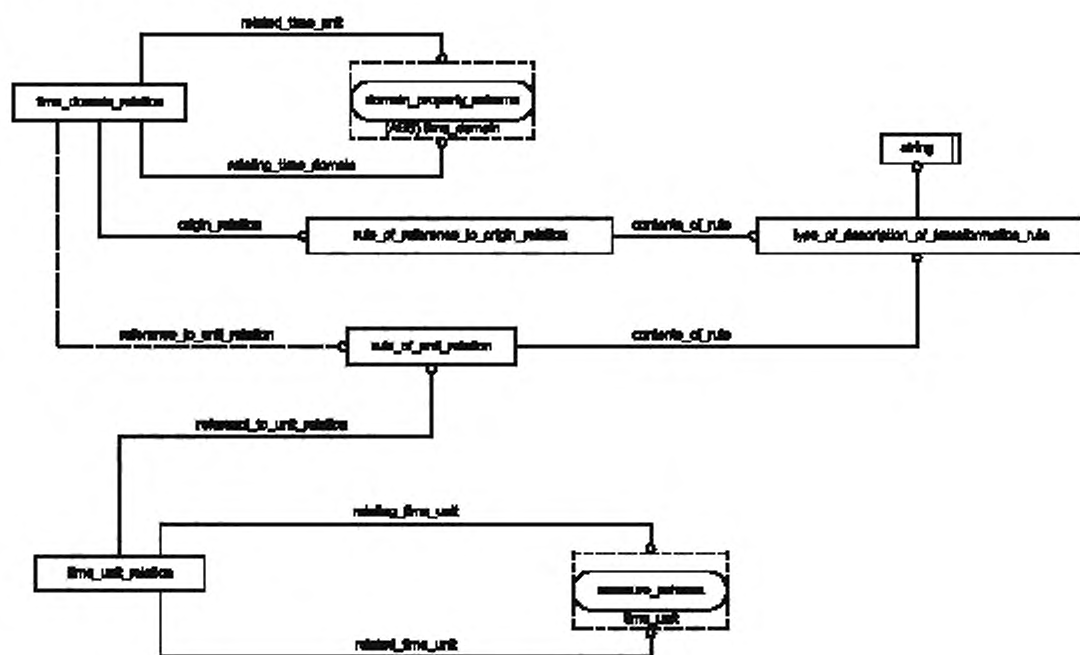 related_time_unit
time_domain_relation
domain_property_schema
(ABS) time_domain
relating_time_domain
string
origin_relation
rule_of_reference_to_origin_relation
contents_of_rule
type_of_description_of_transformation_rule
reference_to_unit_relation
rule_of_unit_relation
contents_of_rule
referenced_to_unit_relation
relating_time_unit
time_unit_relation
measure_schema
time_unit
related_time_unit